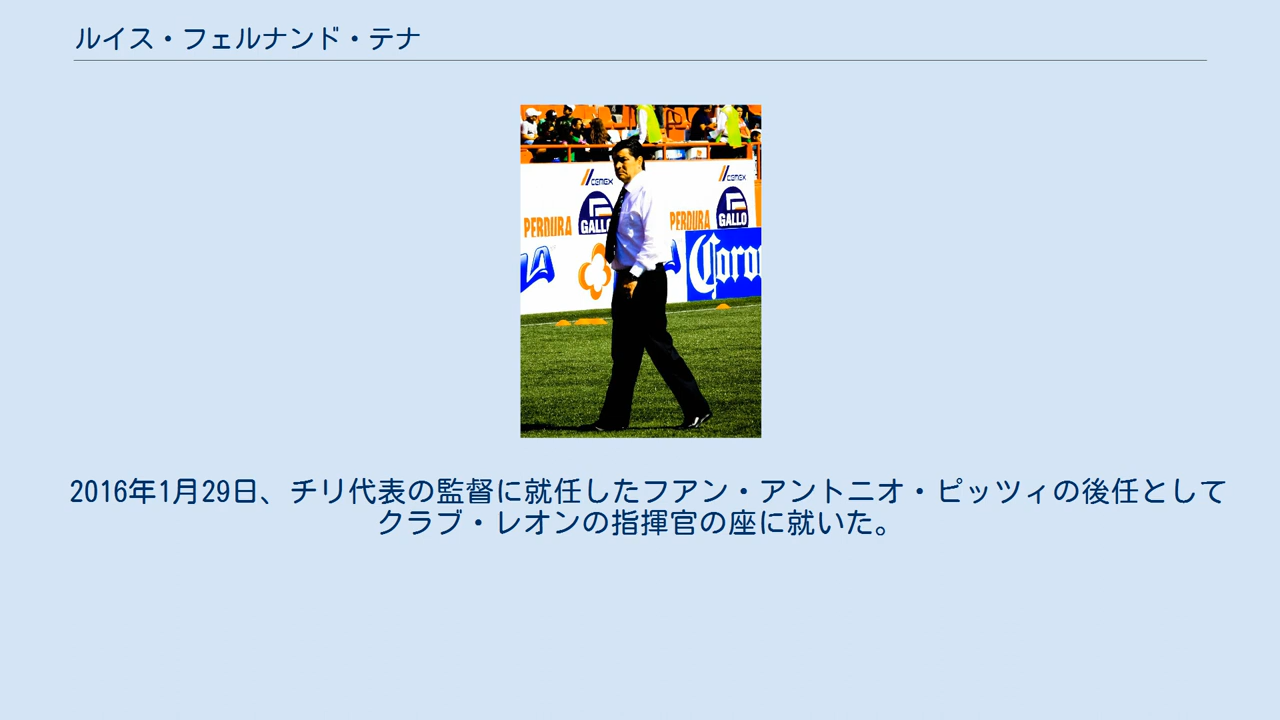 ルイス・フェルナンド・テナ
CEMEX
CEMEX
PERDURA
GALLO
PERDURA
GALLO
2016年1月29日、チリ代表の監督に就任したフアン・アントニオ・ピッツィの後任として
クラブ・レオンの指揮官の座に就いた。